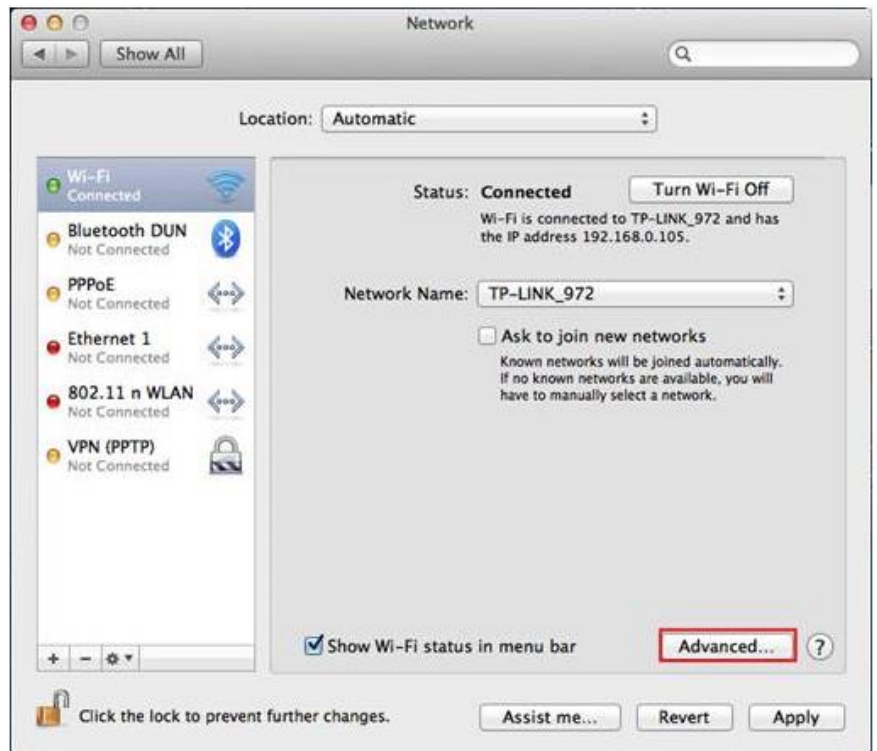 Network
Show All
Location: Automatic
Wi-Fi
Connected
Bluetooth DUN
Not Connected
PPPoE
Not Connected
Ethernet 1
Not Connected
802.11 n WLAN
Not Connected
VPN (PPTP)
Not Connected
Status: Connected Turn Wi-Fi Off
Wi-Fi is connected to TP-LINK_972 and has
the IP address 192.168.0.105.
Network Name: TP-LINK_972
Ask to join new networks
Known networks will be joined automatically.
If no known networks are available, you will
have to manually select a network.
Show Wi-Fi status in menu bar Advanced... ?
+ -
Click the lock to prevent further changes. Assist me... Revert Apply